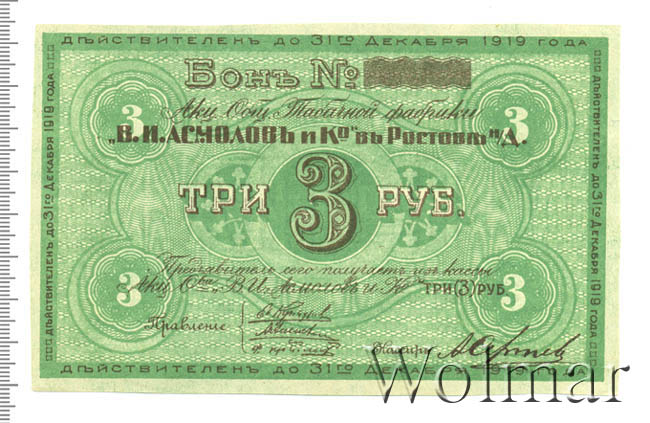 ДѢЙСТВИТЕЛЕНЪ ДО 31ГО ДЕКАБРЯ 1919 ГОДА
БОНЪ №
Акц. Общ. Табачной фабрики
„В. И. АСМОЛОВЪ и Ко" въ РОСТОВѢ н/Д.
3 3
ТРИ 3 РУБ.
Предъявитель сего получаетъ изъ кассы
Акц. Общ. В. И. Асмоловъ и Ко ТРИ (3) РУБ
3 3
Правленіе
Кассиръ
ДѢЙСТВИТЕЛЕНЪ ДО 31ГО ДЕКАБРЯ 1919 ГОДА
ДѢЙСТВИТЕЛЕНЪ ДО 31ГО ДЕКАБРЯ 1919 ГОДА
ДѢЙСТВИТЕЛЕНЪ ДО 31ГО ДЕКАБРЯ 1919 ГОДА
Wolmar